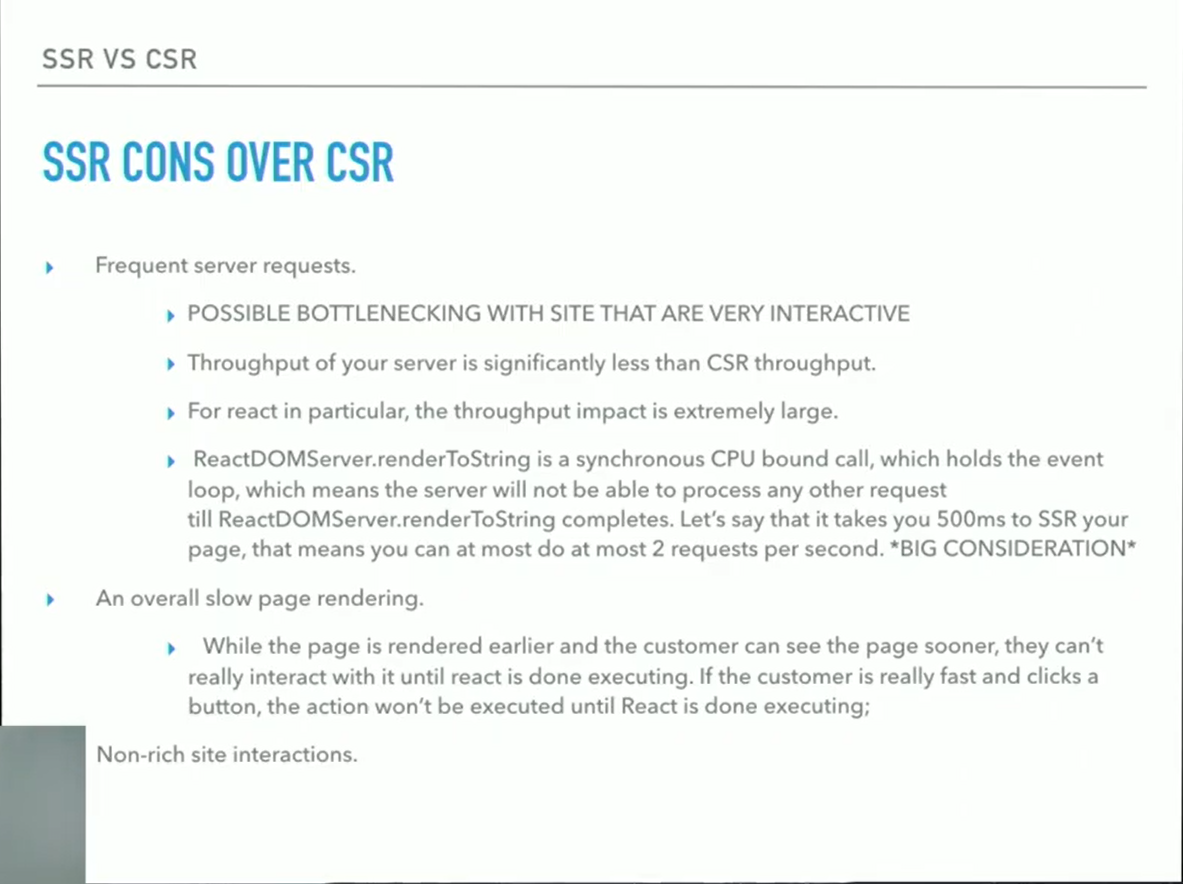 SSR VS CSR
SSR CONS OVER CSR
Frequent server requests.
POSSIBLE BOTTLENECKING WITH SITE THAT ARE VERY INTERACTIVE
Throughput of your server is significantly less than CSR throughput.
For react in particular, the throughput impact is extremely large.
ReactDOMServer.renderToString is a synchronous CPU bound call, which holds the event
loop, which means the server will not be able to process any other request
till ReactDOMServer.renderToString completes. Let's say that it takes you 500ms to SSR your
page, that means you can at most do at most 2 requests per second. *BIG CONSIDERATION*
An overall slow page rendering.
While the page is rendered earlier and the customer can see the page sooner, they can't
really interact with it until react is done executing. If the customer is really fast and clicks a
button, the action won't be executed until React is done executing;
Non-rich site interactions.